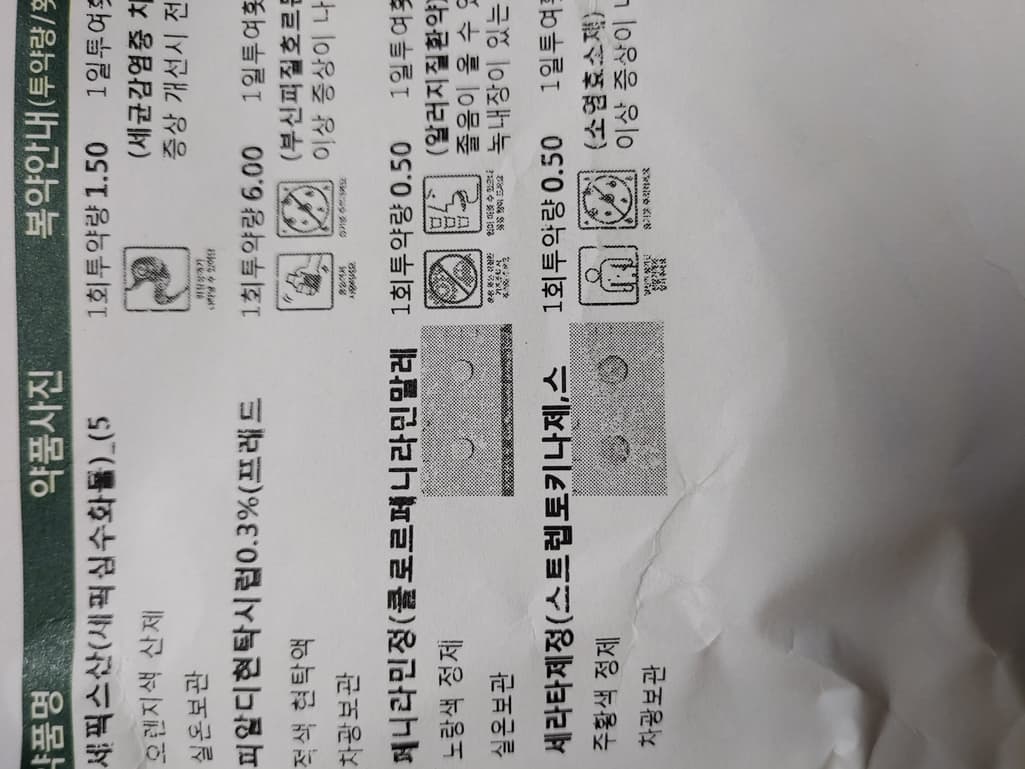 약품명 약품사진 복약안내(투약량/횟
세픽스산(세픽심수화물)_(5 1회투약량 1.50 1일투여횟
오렌지색 산제 (세균감염증 치
실온보관 증상 개선시 전
피알디현탁시럽0.3%(프레드 1회투약량 6.00 1일투여횟
적색 현탁액 (부신피질호르몬
차광보관 이상 증상이 나
페니라민정(클로르페니라민말레 1회투약량 0.50 1일투여횟
노랑색 정제 (알러지질환약)
졸음이 올 수
실온보관 녹내장이 있는
세라타제정(스트렙토키나제,스 1회투약량 0.50 1일투여횟
주황색 정제 (소염효소제)
차광보관 이상 증상이 나